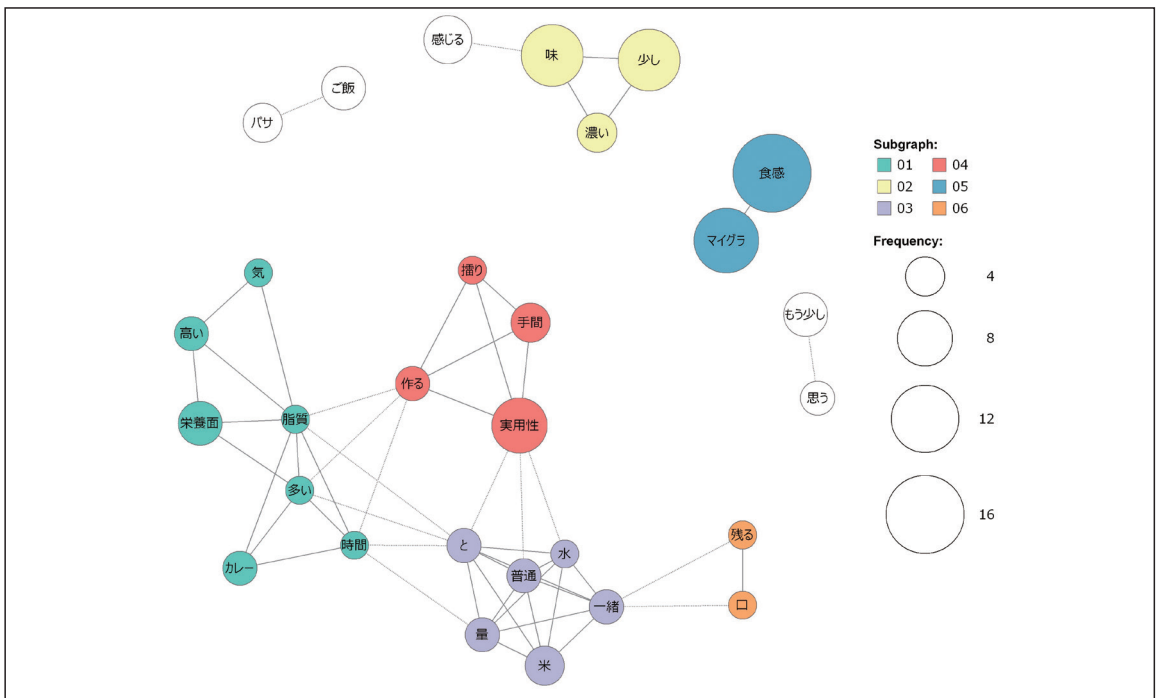 感じる
味
少し
濃い
ご飯
パサ
食感
マイグラ
Subgraph:
01 04
02 05
03 06
Frequency:
4
8
12
16
もう少し
思う
気
高い
栄養面
脂質
多い
時間
カレー
擂り
手間
作る
実用性
と
水
普通
一緒
量
米
残る
口